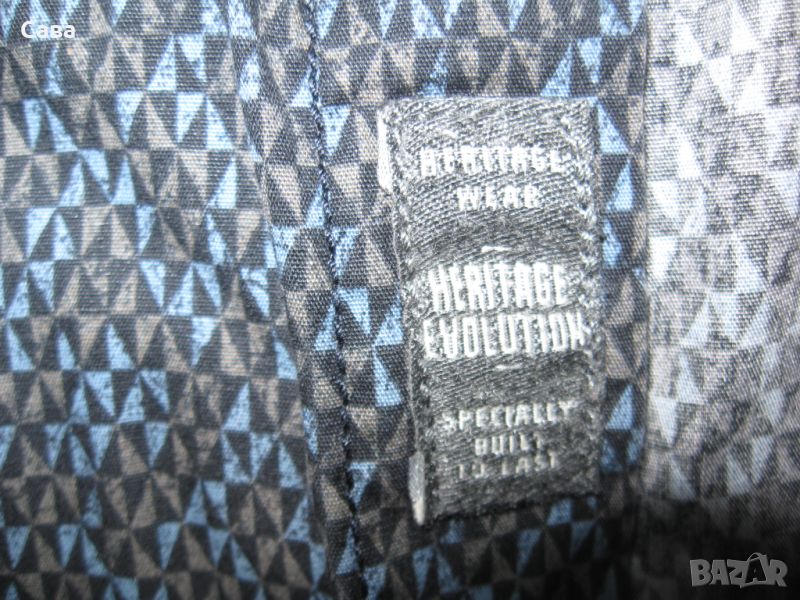 Сава
HERITAGE
WEAR
HERITAGE
EVOLUTION
SPECIALLY
BUILT
TO LAST
BAZAR